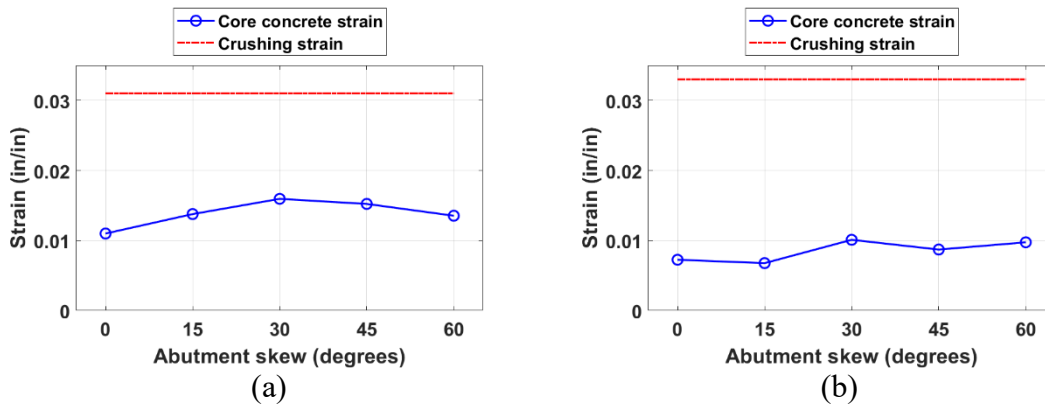 Core concrete strain
Crushing strain
Strain (in/in)
0.03
0.02
0.01
0
0 15 30 45 60
Abutment skew (degrees)
(a)
Core concrete strain
Crushing strain
Strain (in/in)
0.03
0.02
0.01
0
0 15 30 45 60
Abutment skew (degrees)
(b)